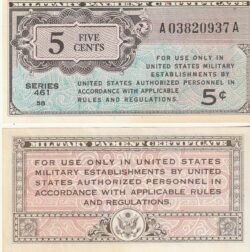 MILITARY PAYMENT CERTIFICATE
5 FIVE CENTS
A03820937A
SERIES
461
58
FOR USE ONLY IN UNITED
STATES MILITARY
ESTABLISHMENTS BY
UNITED STATES AUTHORIZED PERSONNEL IN
ACCORDANCE WITH APPLICABLE
RULES AND REGULATIONS.
5¢
MILITARY PAYMENT CERTIFICATE
FOR USE ONLY IN UNITED STATES
MILITARY ESTABLISHMENTS BY UNITED
STATES AUTHORIZED PERSONNEL IN
ACCORDANCE WITH APPLICABLE RULES
AND REGULATIONS